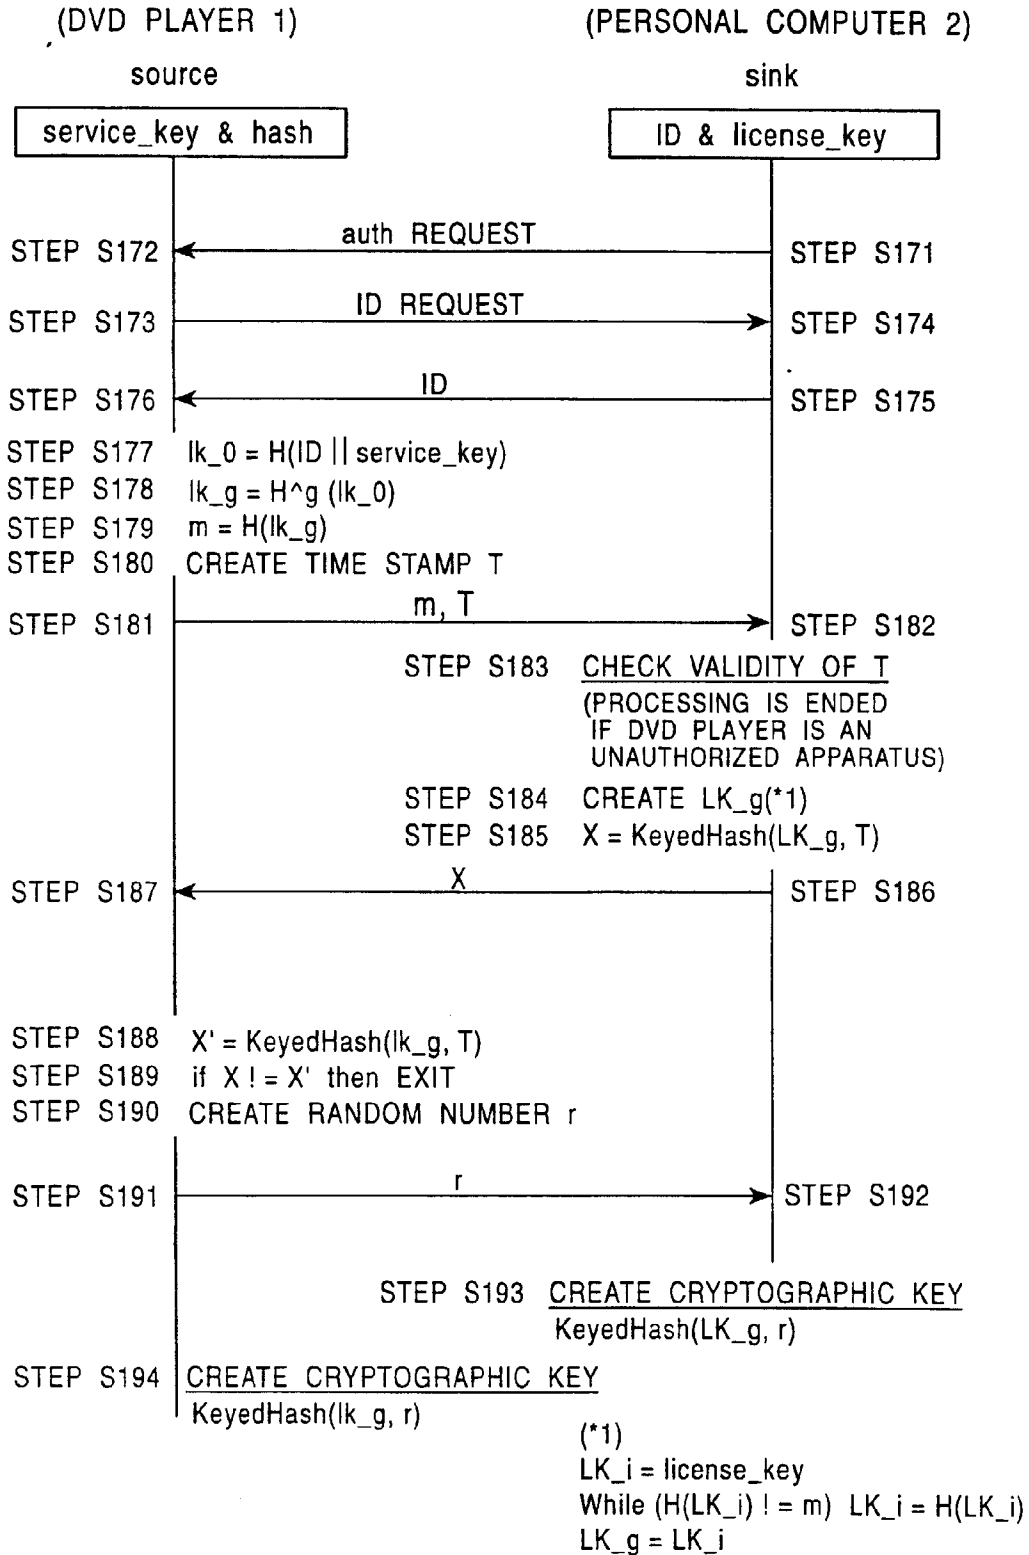 (DVD PLAYER 1) (PERSONAL COMPUTER 2)
source sink
service_key & hash ID & license_key
auth REQUEST
STEP S172 STEP S171
ID REQUEST
STEP S173 STEP S174
ID
STEP S176 STEP S175
STEP S177 lk_0 = H(ID || service_key)
STEP S178 lk_g = H^g (lk_0)
STEP S179 m = H(lk_g)
STEP S180 CREATE TIME STAMP T
m, T
STEP S181 STEP S182
STEP S183 CHECK VALIDITY OF T
(PROCESSING IS ENDED
IF DVD PLAYER IS AN
UNAUTHORIZED APPARATUS)
STEP S184 CREATE LK_g(*1)
STEP S185 X = KeyedHash(LK_g, T)
X
STEP S187 STEP S186
STEP S188 X' = KeyedHash(lk_g, T)
STEP S189 if X ! = X' then EXIT
STEP S190 CREATE RANDOM NUMBER r
r
STEP S191 STEP S192
STEP S193 CREATE CRYPTOGRAPHIC KEY
KeyedHash(LK_g, r)
STEP S194 CREATE CRYPTOGRAPHIC KEY
KeyedHash(lk_g, r)
(*1)
LK_i = license_key
While (H(LK_i) ! = m) LK_i = H(LK_i)
LK_g = LK_i